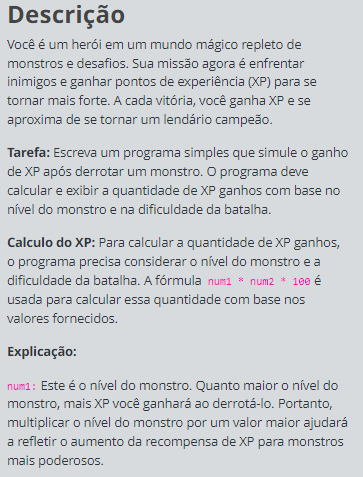 Descrição
Você é um herói em um mundo mágico repleto de
monstros e desafios. Sua missão agora é enfrentar
inimigos e ganhar pontos de experiência (XP) para se
tornar mais forte. A cada vitória, você ganha XP e se
aproxima de se tornar um lendário campeão.
Tarefa: Escreva um programa simples que simule o ganho
de XP após derrotar um monstro. O programa deve
calcular e exibir a quantidade de XP ganhos com base no
nível do monstro e na dificuldade da batalha.
Calculo do XP: Para calcular a quantidade de XP ganhos,
o programa precisa considerar o nível do monstro e a
dificuldade da batalha. A fórmula num1 * num2 * 100 é
usada para calcular essa quantidade com base nos
valores fornecidos.
Explicação:
num1: Este é o nível do monstro. Quanto maior o nível do
monstro, mais XP você ganhará ao derrotá-lo. Portanto,
multiplicar o nível do monstro por um valor maior ajudará
a refletir o aumento da recompensa de XP para monstros
mais poderosos.